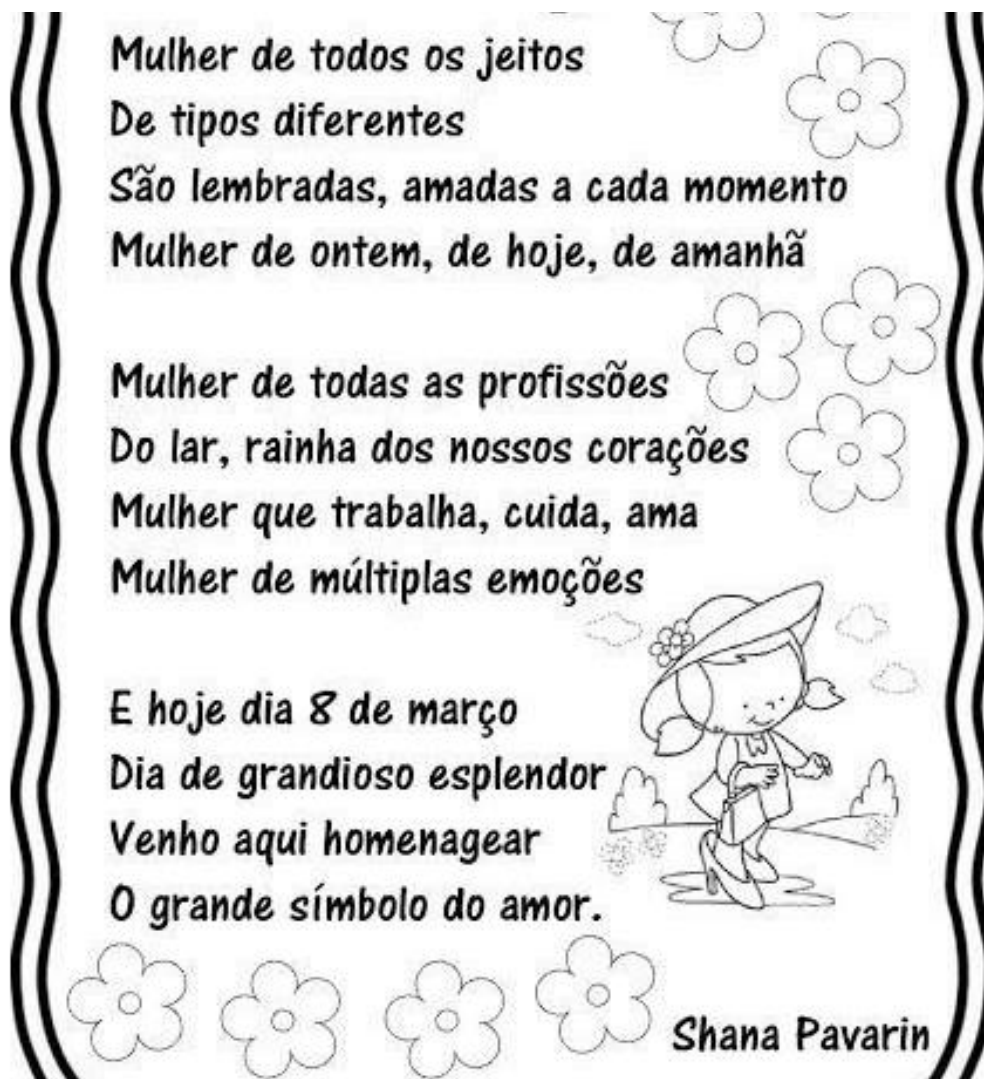 Mulher de todos os jeitos
De tipos diferentes
São lembradas, amadas a cada momento
Mulher de ontem, de hoje, de amanhã
Mulher de todas as profissões
Do lar, rainha dos nossos corações
Mulher que trabalha, cuida, ama
Mulher de múltiplas emoções
E hoje dia 8 de março
Dia de grandioso esplendor
Venho aqui homenagear
O grande símbolo do amor.
Shana Pavarin